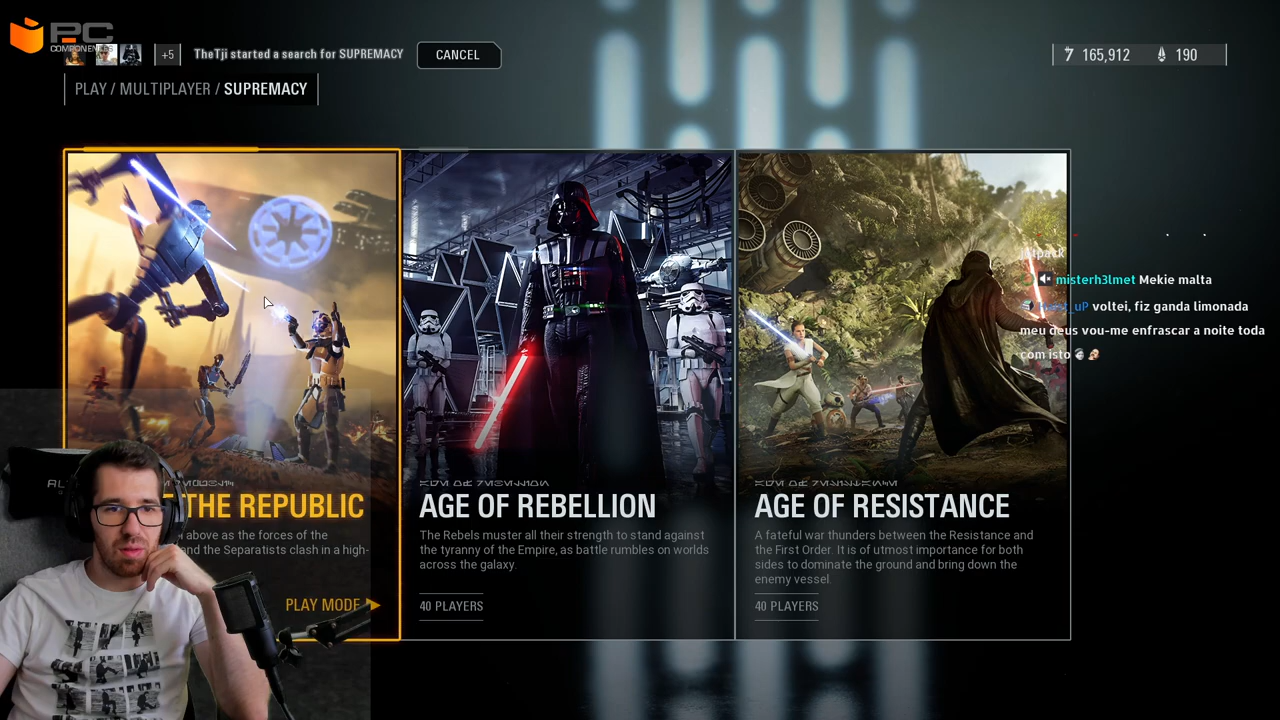 PC
COMPONENTES
+5
TheTji started a search for SUPREMACY
CANCEL
165,912
190
PLAY / MULTIPLAYER / SUPREMACY
misterh3lmet Mekie malta
voltei, fiz ganda limonada
meu deus vou-me enfrascar a noite toda
com isto
THE REPUBLIC
above as the forces of the
and the Separatists clash in a high-
PLAY MODE
AGE OF REBELLION
The Rebels muster all their strength to stand against
the tyranny of the Empire, as battle rumbles on worlds
across the galaxy.
40 PLAYERS
AGE OF RESISTANCE
A fateful war thunders between the Resistance and
the First Order. It is of utmost importance for both
sides to dominate the ground and bring down the
enemy vessel.
40 PLAYERS